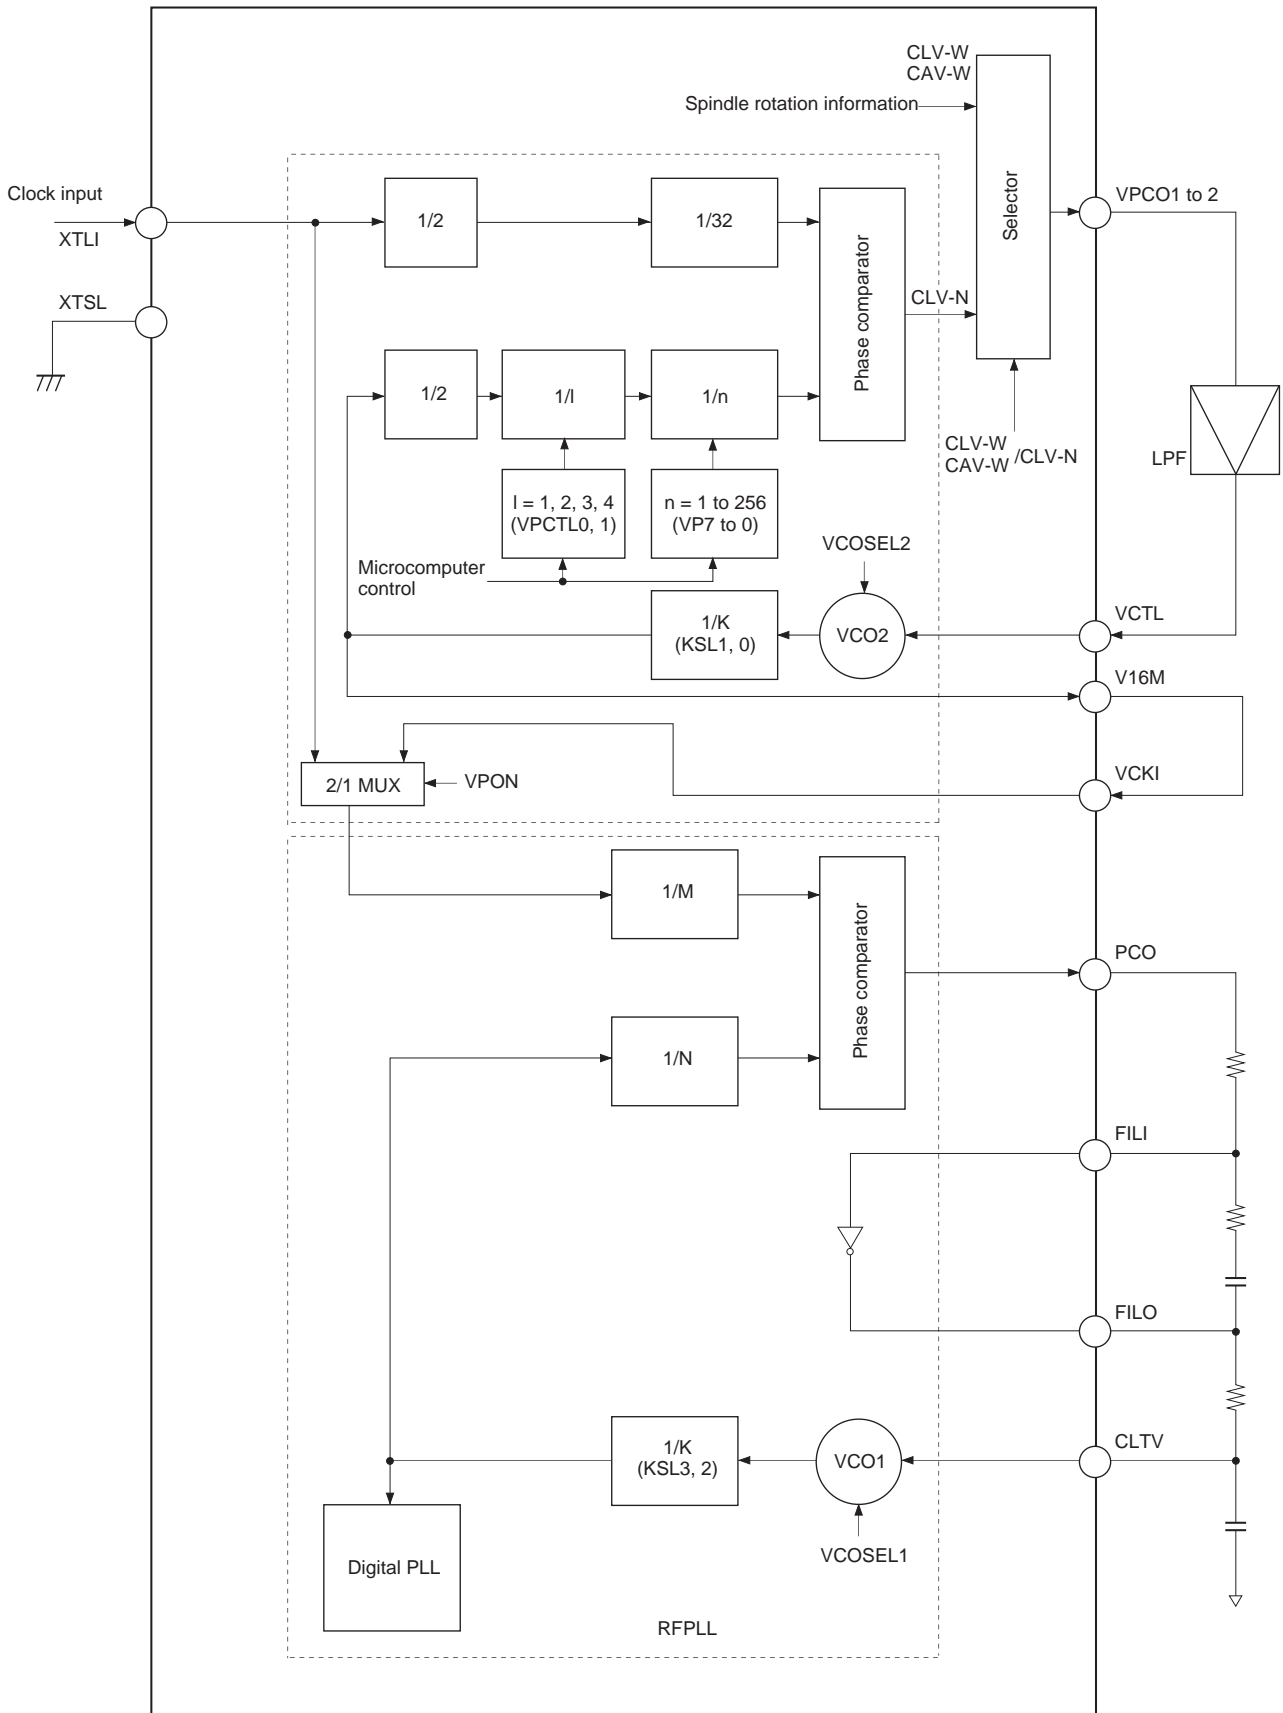 CLV-W
CAV-W
Spindle rotation information
Clock input
XTLI
XTSL
1/2
1/32
Phase comparator
Selector
VPCO1 to 2
CLV-N
1/2
1/l
1/n
CLV-W
CAV-W /CLV-N
LPF
l = 1, 2, 3, 4
(VPCTL0, 1)
n = 1 to 256
(VP7 to 0)
Microcomputer
control
VCOSEL2
1/K
(KSL1, 0)
VCO2
VCTL
V16M
2/1 MUX
VPON
VCKI
1/M
Phase comparator
PCO
1/N
FILI
FILO
1/K
(KSL3, 2)
VCO1
CLTV
VCOSEL1
Digital PLL
RFPLL